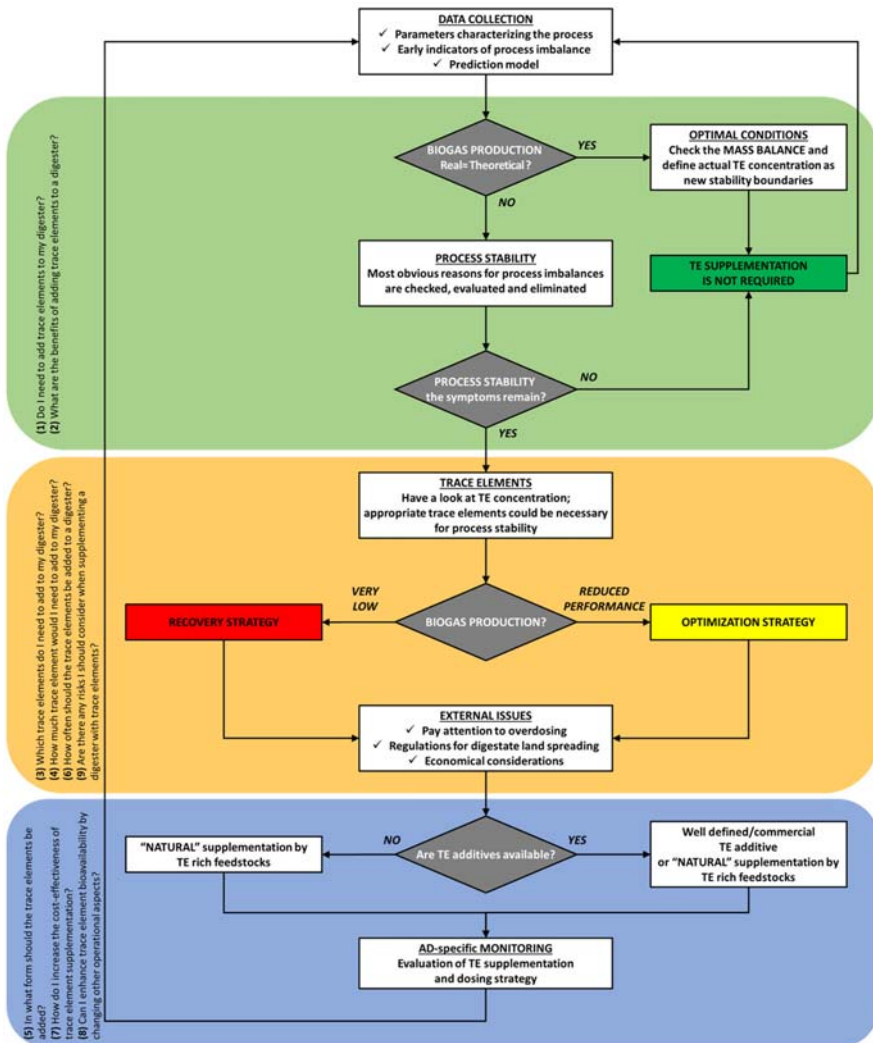 DATA COLLECTION
✓ Parameters characterizing the process
✓ Early indicators of process imbalance
✓ Prediction model
(1) Do I need to add trace elements to my digester?
(2) What are the benefits of adding trace elements to a digester?
BIOGAS PRODUCTION
Real= Theoretical?
YES
OPTIMAL CONDITIONS
Check the MASS BALANCE and
define actual TE concentration as
new stability boundaries
NO
PROCESS STABILITY
Most obvious reasons for process imbalances
are checked, evaluated and eliminated
TE SUPPLEMENTATION
IS NOT REQUIRED
PROCESS STABILITY
the symptoms remain?
NO
YES
(3) Which trace elements do I need to add to my digester?
(4) How much trace element would I need to add to my digester?
(6) How often should the trace elements be added to a digester?
(9) Are there any risks I should consider when supplementing a
digester with trace elements?
TRACE ELEMENTS
Have a look at TE concentration;
appropriate trace elements could be necessary
for process stability
VERY
LOW
REDUCED
PERFORMANCE
RECOVERY STRATEGY
BIOGAS PRODUCTION?
OPTIMIZATION STRATEGY
EXTERNAL ISSUES
✓ Pay attention to overdosing
✓ Regulations for digestate land spreading
✓ Economical considerations
(5) In what form should the trace elements be
added?
(7) How do I increase the cost-effectiveness of
trace element supplementation?
(8) Can I enhance trace element bioavailability by
changing other operational aspects?
"NATURAL" supplementation by
TE rich feedstocks
NO
Are TE additives available?
YES
Well defined/commercial
TE additive
or "NATURAL" supplementation by
TE rich feedstocks
AD-specific MONITORING
Evaluation of TE supplementation
and dosing strategy